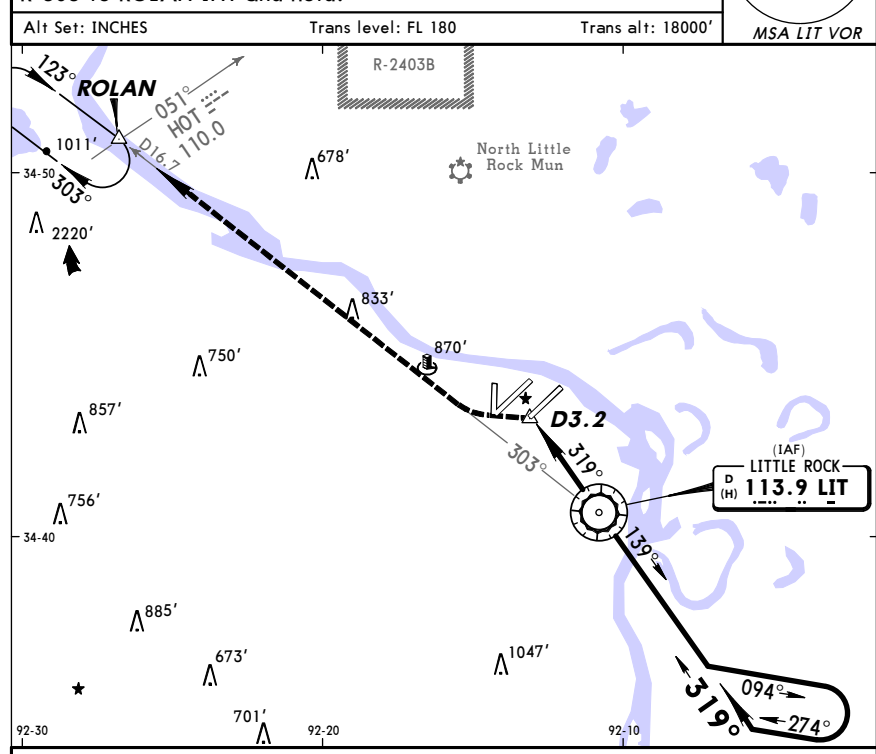 Alt Set: INCHES Trans level: FL 180 Trans alt: 18000'
MSA LIT VOR
123°
ROLAN
051°
HOT
110.0
R-2403B
D16.7
1011'
303°
34-50
678'
North Little
Rock Mun
2220'
833'
750'
870'
857'
D3.2
303°
319°
(IAF)
LITTLE ROCK
D
(H) 113.9 LIT
756'
34-40
139°
885'
673'
1047'
319°
094°
274°
701'
92-30
92-20
92-10